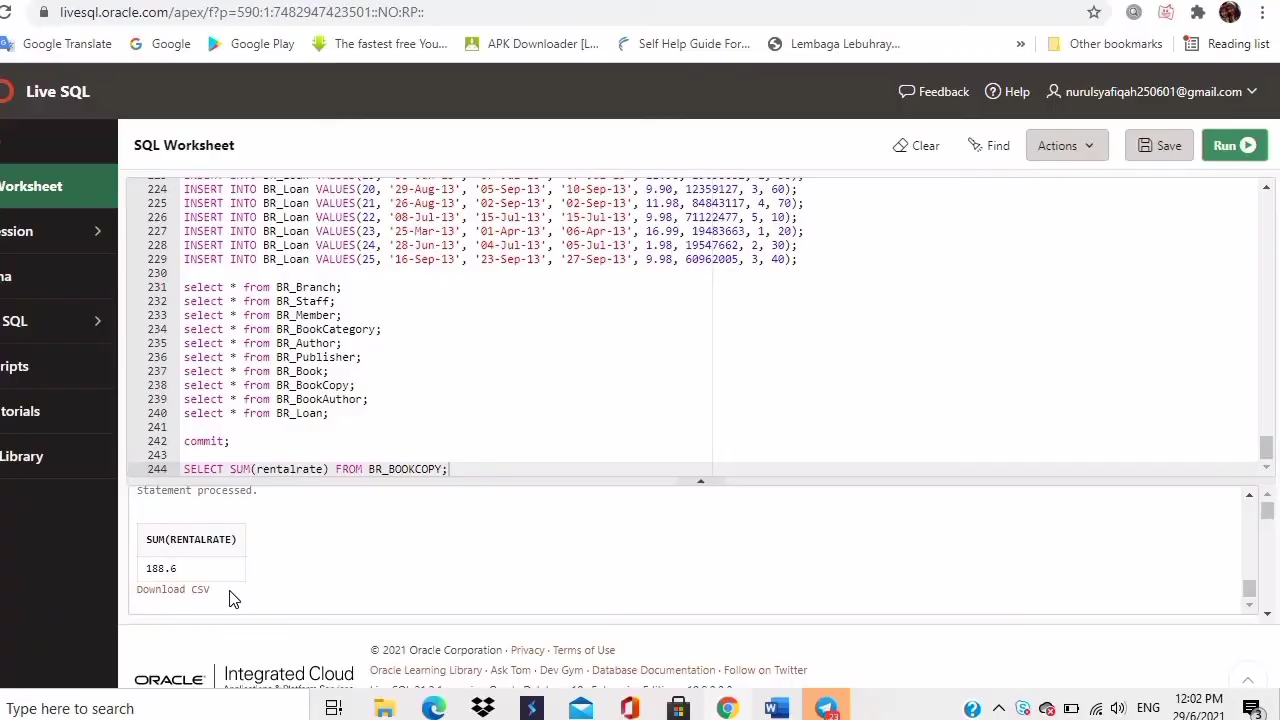 livesql.oracle.com/apex/f?p=590:1:7482947423501::NO:RP::
Google Translate
Google
Google Play
The fastest free You...
APK Downloader [L...
Self Help Guide For...
Lembaga Lebuhray...
»
Other bookmarks
Reading list
Live SQL
Feedback
Help
nurulsyafiqah250601@gmail.com
SQL Worksheet
Clear
Find
Actions
Save
Run
Worksheet
ession
na
SQL
ripts
torials
Library
224 INSERT INTO BR_Loan VALUES(20, '29-Aug-13', '05-Sep-13', '10-Sep-13', 9.90, 12359127, 3, 60);
225 INSERT INTO BR_Loan VALUES(21, '26-Aug-13', '02-Sep-13', '02-Sep-13', 11.98, 84843117, 4, 70);
226 INSERT INTO BR_Loan VALUES(22, '08-Jul-13', '15-Jul-13', '15-Jul-13', 9.98, 71122477, 5, 10);
227 INSERT INTO BR_Loan VALUES(23, '25-Mar-13', '01-Apr-13', '06-Apr-13', 16.99, 19483663, 1, 20);
228 INSERT INTO BR_Loan VALUES(24, '28-Jun-13', '04-Jul-13', '05-Jul-13', 1.98, 19547662, 2, 30);
229 INSERT INTO BR_Loan VALUES(25, '16-Sep-13', '23-Sep-13', '27-Sep-13', 9.98, 60962005, 3, 40);
230
231 select * from BR_Branch;
232 select * from BR_Staff;
233 select * from BR_Member;
234 select * from BR_BookCategory;
235 select * from BR_Author;
236 select * from BR_Publisher;
237 select * from BR_Book;
238 select * from BR_BookCopy;
239 select * from BR_BookAuthor;
240 select * from BR_Loan;
241
242 commit;
243
244 SELECT SUM(rentalrate) FROM BR_BOOKCOPY;
Statement processed.
SUM(RENTALRATE)
188.6
Download CSV
ORACLE
Integrated Cloud
© 2021 Oracle Corporation · Privacy · Terms of Use
Oracle Learning Library · Ask Tom · Dev Gym · Database Documentation · Follow on Twitter
Type here to search
23
ENG
12:02 PM
29/6/2021
3